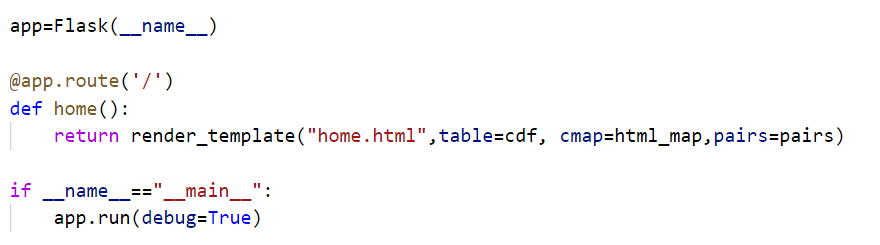 app=Flask(__name__)
@app.route('/')
def home():
    return render_template("home.html",table=cdf, cmap=html_map,pairs=pairs)
if __name__=="__main__":
    app.run(debug=True)